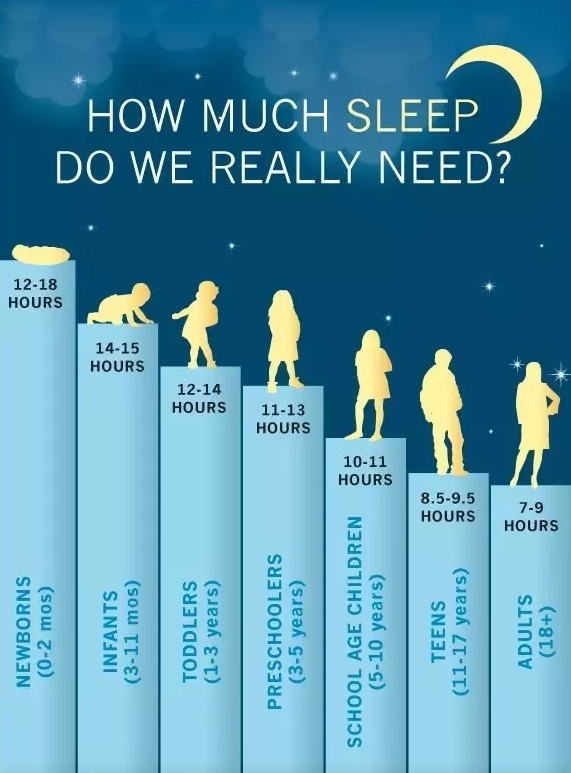 HOW MUCH SLEEP
DO WE REALLY NEED?
12-18
HOURS
14-15
HOURS
12-14
HOURS
11-13
HOURS
10-11
HOURS
8.5-9.5
HOURS
7-9
HOURS
NEWBORNS
(0-2 mos)
INFANTS
(3-11 mos)
TODDLERS
(1-3 years)
PRESCHOOLERS
(3-5 years)
SCHOOL AGE CHILDREN
(5-10 years)
TEENS
(11-17 years)
ADULTS
(18+)